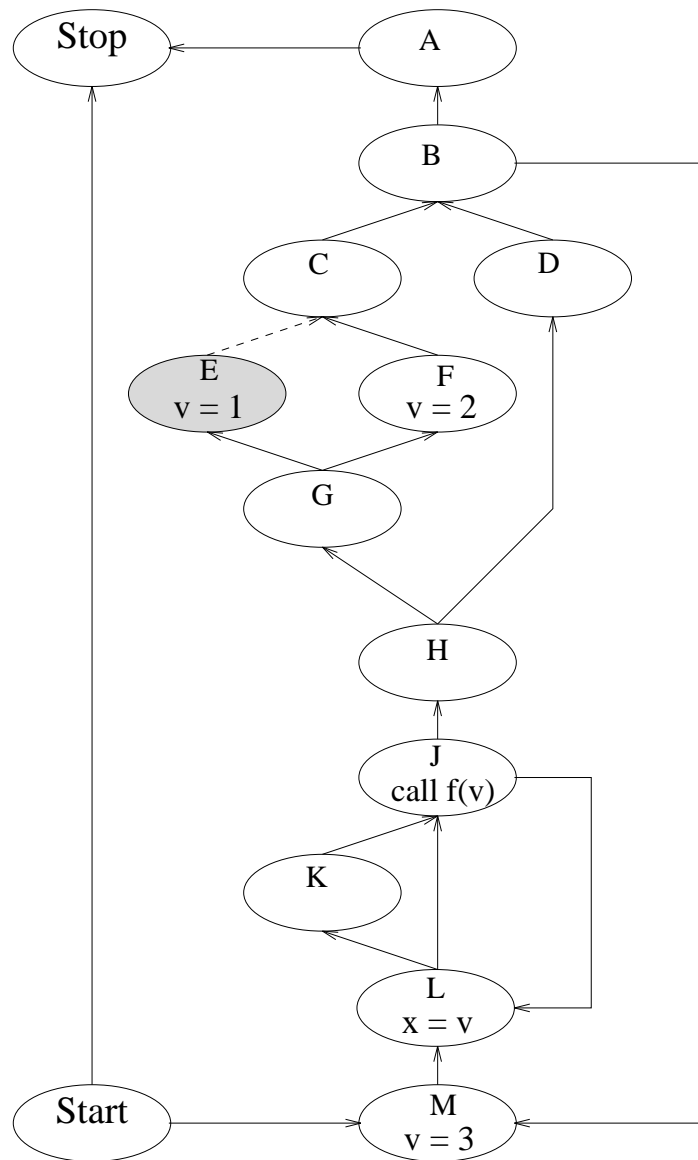 Stop
A
B
C
D
E
v = 1
F
v = 2
G
H
J
call f(v)
K
L
x = v
Start
M
v = 3